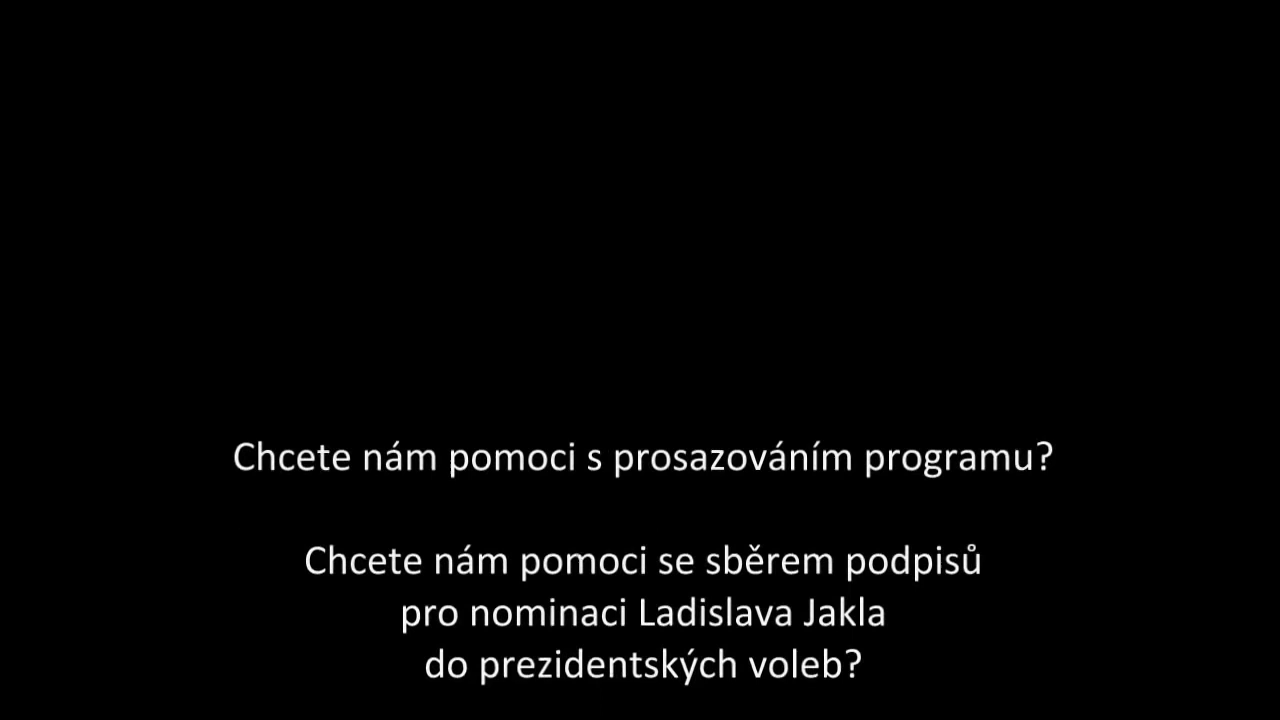 Chcete nám pomoci s prosazováním programu?
Chcete nám pomoci se sběrem podpisů
pro nominaci Ladislava Jakla
do prezidentských voleb?